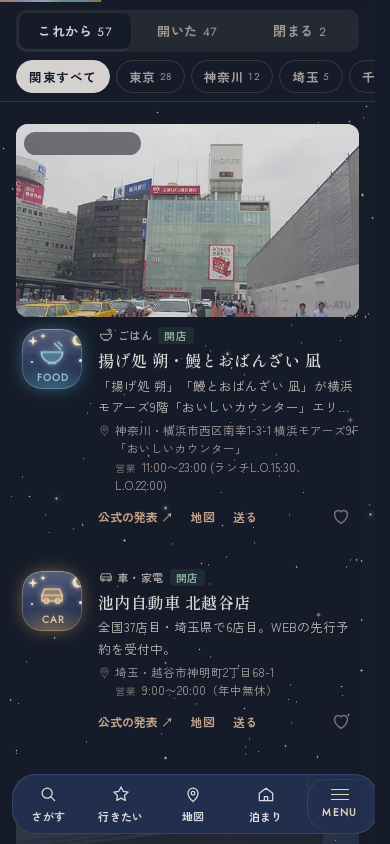 これから 57
開いた 47
閉まる 2
関東すべて
東京 28
神奈川 12
埼玉 5
千
MORE'S
ごはん 開店
FOOD
揚げ処 朔・鰻とおばんざい 凪
「揚げ処 朔」「鰻とおばんざい 凪」が横浜
モアーズ9階「おいしいカウンター」エリ…
神奈川・横浜市西区南幸1-3-1 横浜モアーズ9F
「おいしいカウンター」
営業 11:00〜23:00 (ランチL.O.15:30、
L.O.22:00)
公式の発表 ↗ 地図 送る
車・家電 開店
CAR
池内自動車 北越谷店
全国37店目・埼玉県で6店目。WEBの先行予
約を受付中。
埼玉・越谷市神明町2丁目68-1
営業 9:00〜20:00（年中無休）
公式の発表 ↗ 地図 送る
さがす
行きたい
地図
泊まり
MENU